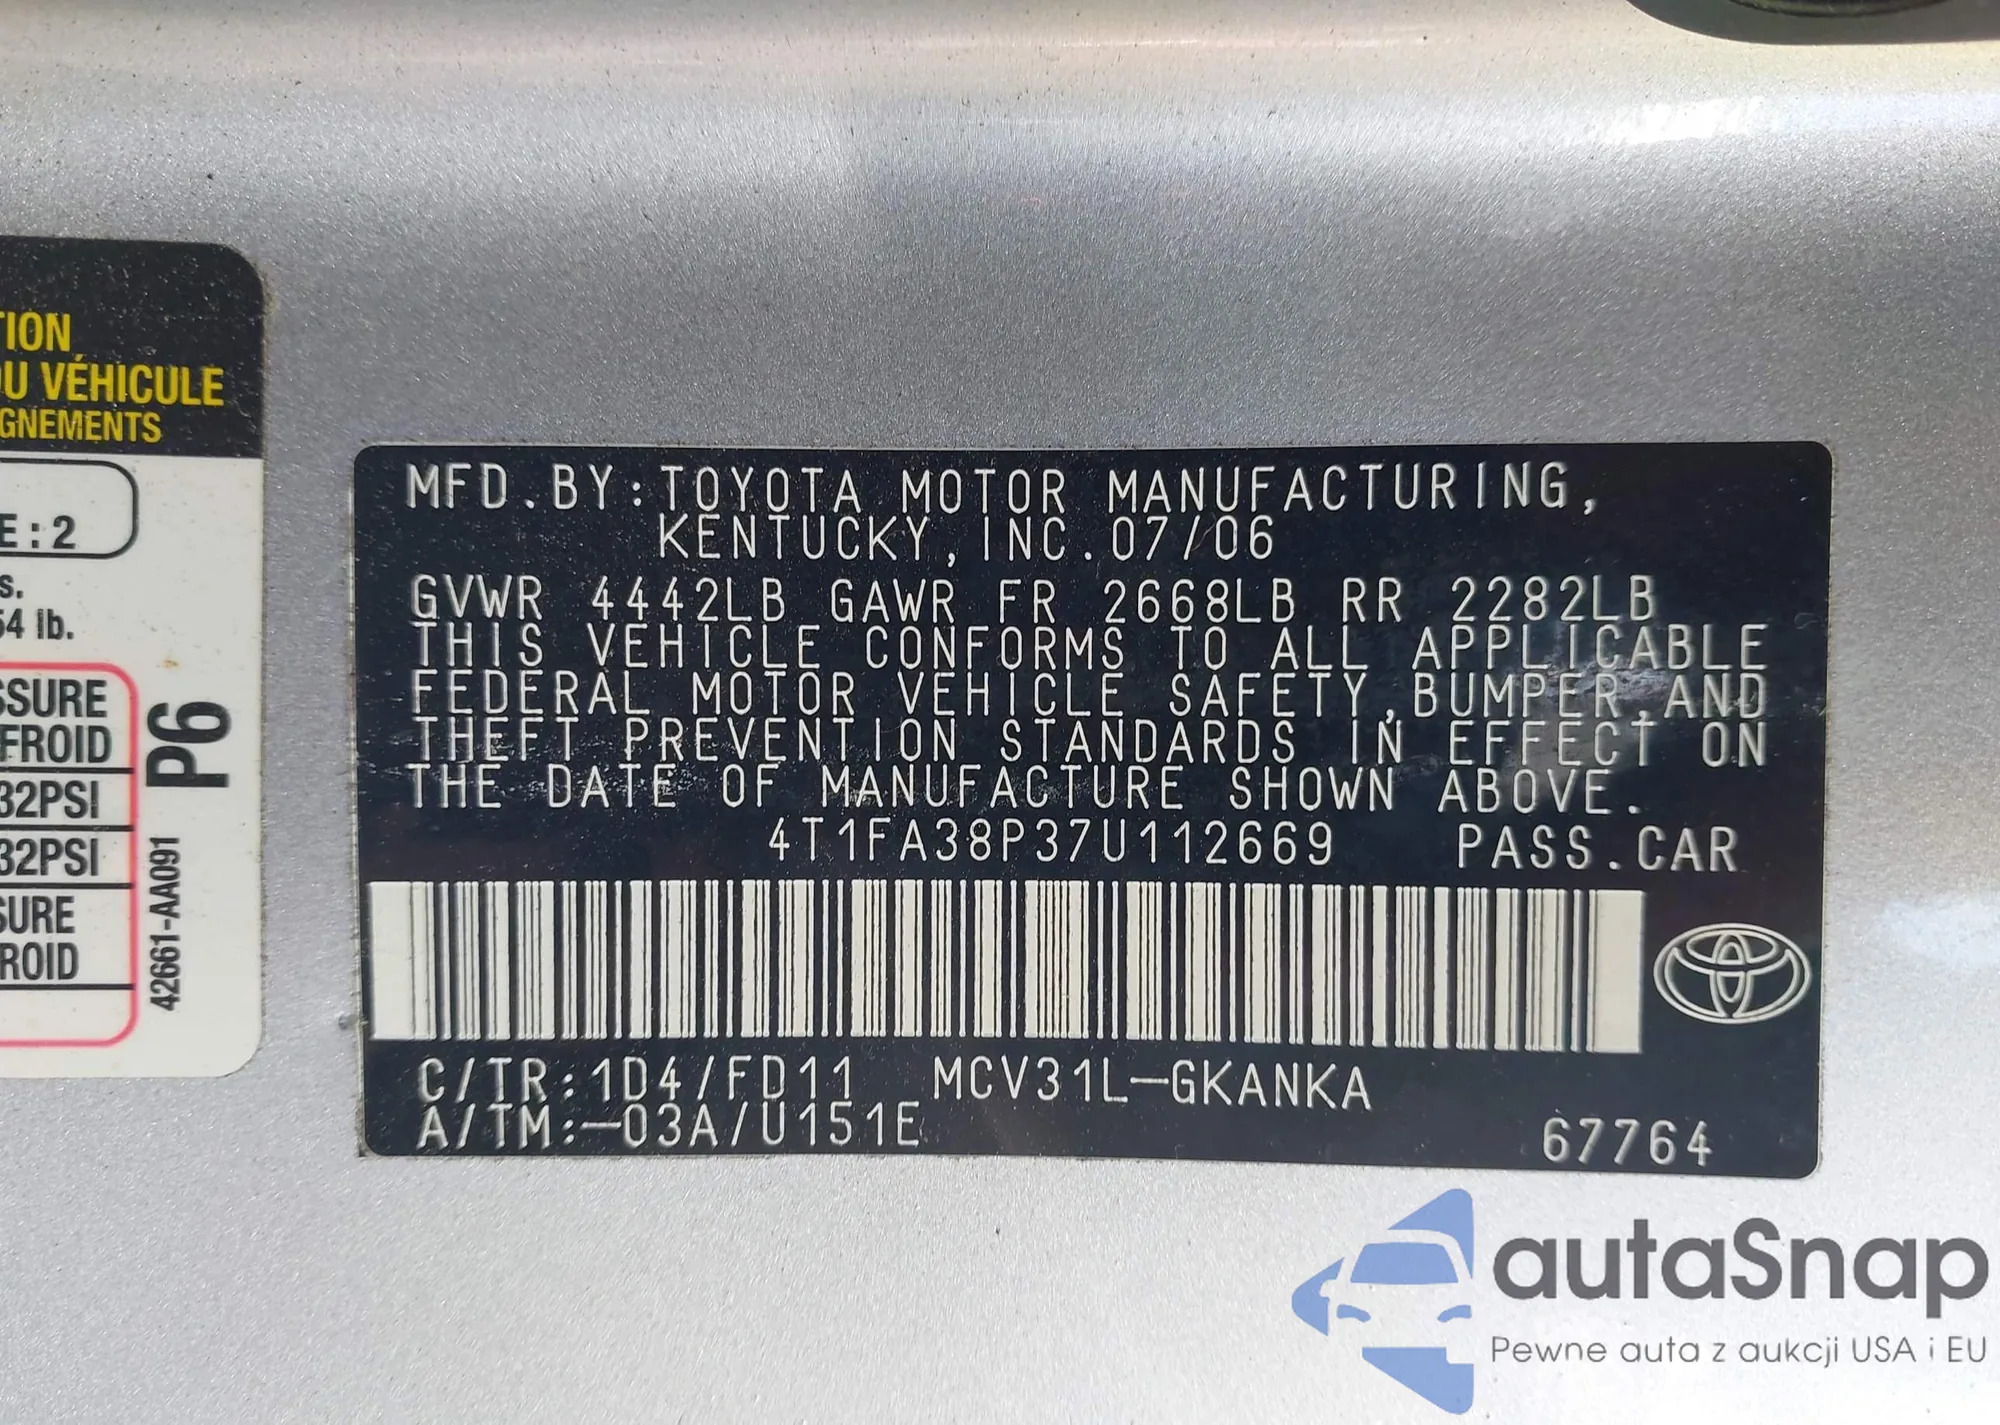 TION
DU VÉHICULE
GNEMENTS
E : 2
s.
54 lb.
SSURE
FROID
32PSI
32PSI
SURE
ROID
P6
42661-AA091
MFD.BY:TOYOTA MOTOR MANUFACTURING,
KENTUCKY,INC.07/06
GVWR 4442LB GAWR FR 2668LB RR 2282LB
THIS VEHICLE CONFORMS TO ALL APPLICABLE
FEDERAL MOTOR VEHICLE SAFETY,BUMPER,AND
THEFT PREVENTION STANDARDS IN EFFECT ON
THE DATE OF MANUFACTURE SHOWN ABOVE.
4T1FA38P37U112669 PASS.CAR
C/TR:1D4/FD11 MCV31L-GKANKA
A/TM:-03A/U151E
67764
autaSnap
Pewne auta z aukcji USA i EU